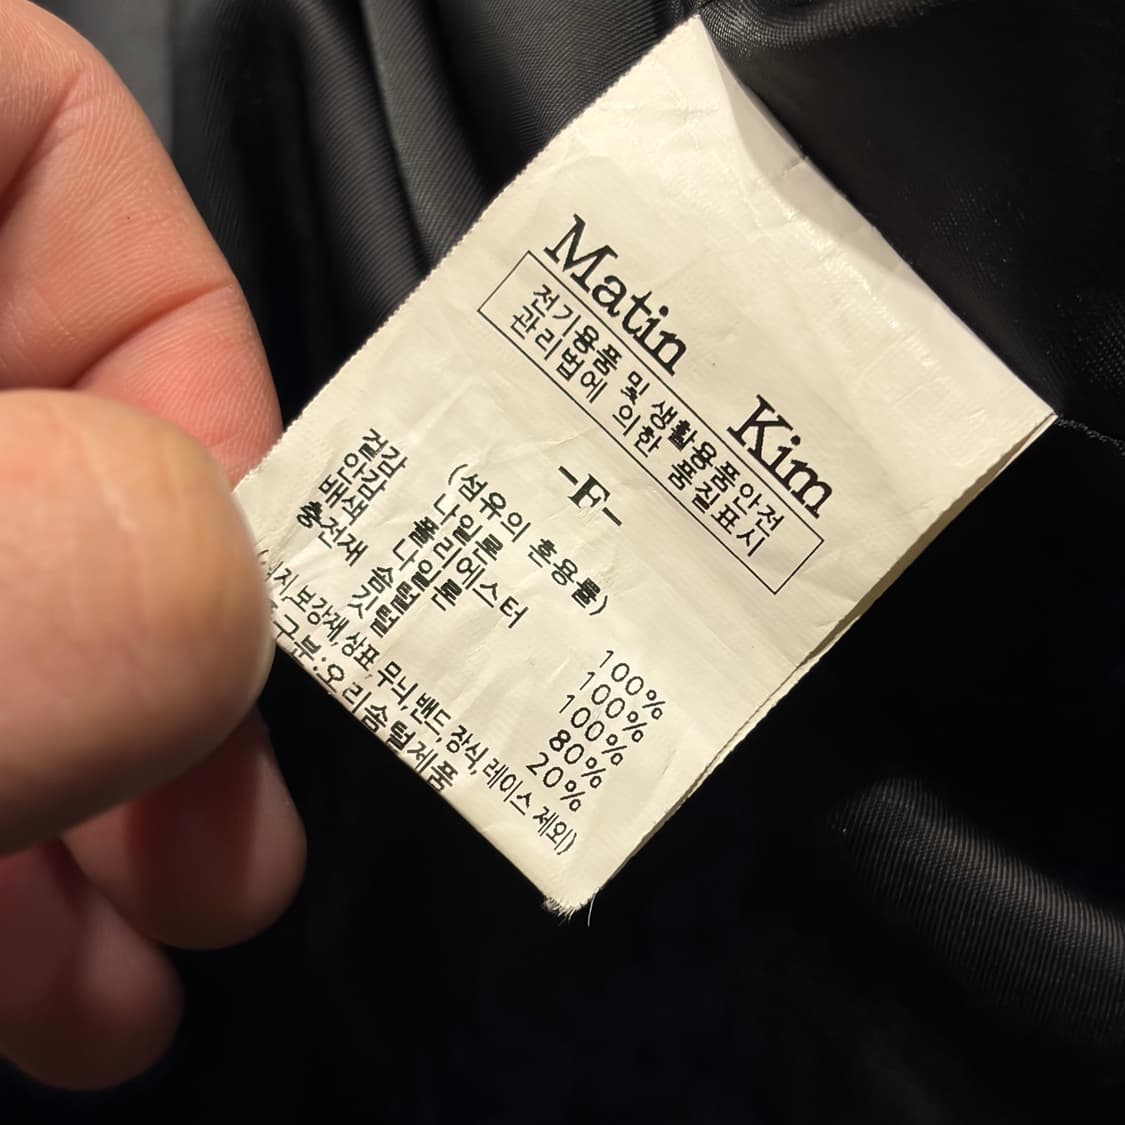 Matin Kim
전기용품 및 생활용품안전
관리법에 의한 품질표시
-F-
(섬유의 혼용률)
겉감 나일론 100%
안감 폴리에스터 100%
배색 나일론 100%
충전재 솜털 80%
깃털 20%
보강재,상표,무늬,밴드,장식,레이스 제외)
구분:오리솜털제품